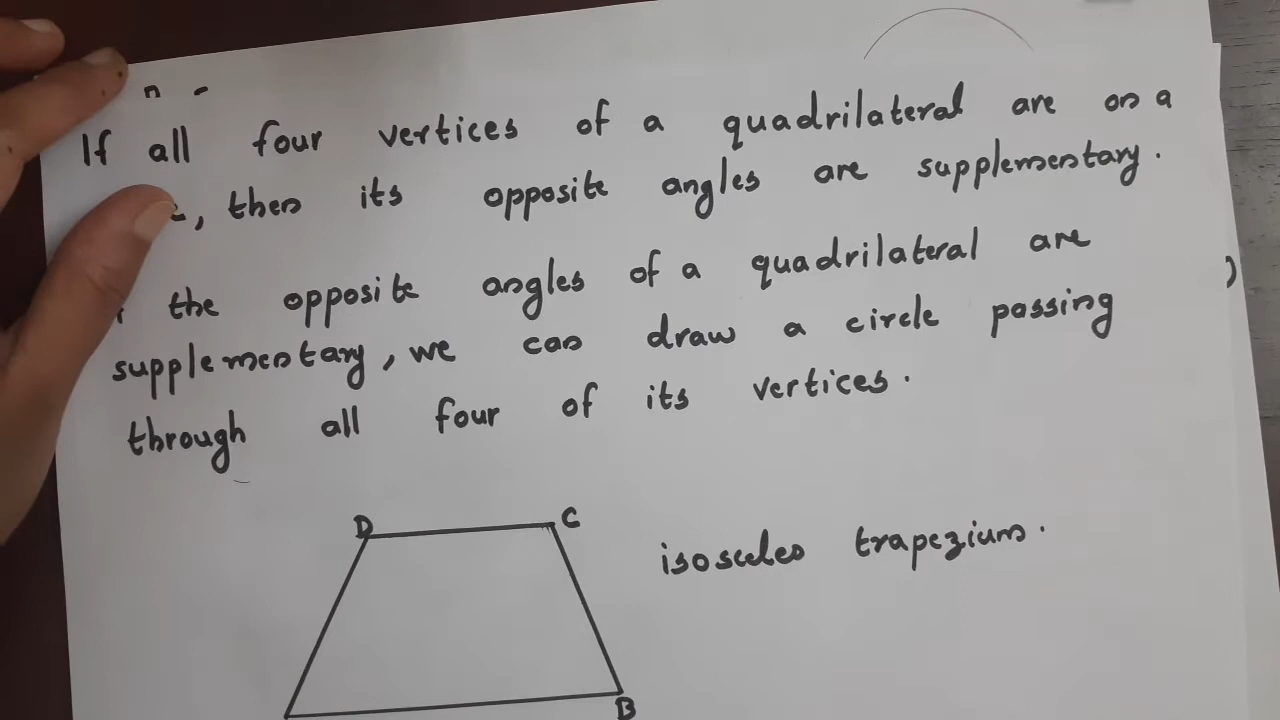 If all four vertices of a quadrilateral are on a
, then its opposite angles are supplementary.
the opposite angles of a quadrilateral are
supplementary, we can draw a circle passing
through all four of its vertices.
D C
isosceles trapezium.
B